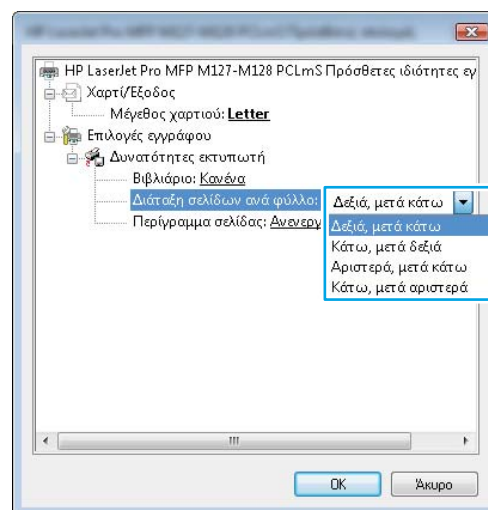 HP LaserJet Pro MFP M127-M128 PCLmS Πρόσθετες ιδιότητες εγ
Χαρτί/Έξοδος
Μέγεθος χαρτιού: Letter
Επιλογές εγγράφου
Δυνατότητες εκτυπωτή
Βιβλιάριο: Κανένα
Διάταξη σελίδων ανά φύλλο: Δεξιά, μετά κάτω
Περίγραμμα σελίδας: Ανενεργ
Δεξιά, μετά κάτω
Κάτω, μετά δεξιά
Αριστερά, μετά κάτω
Κάτω, μετά αριστερά
OK Άκυρο